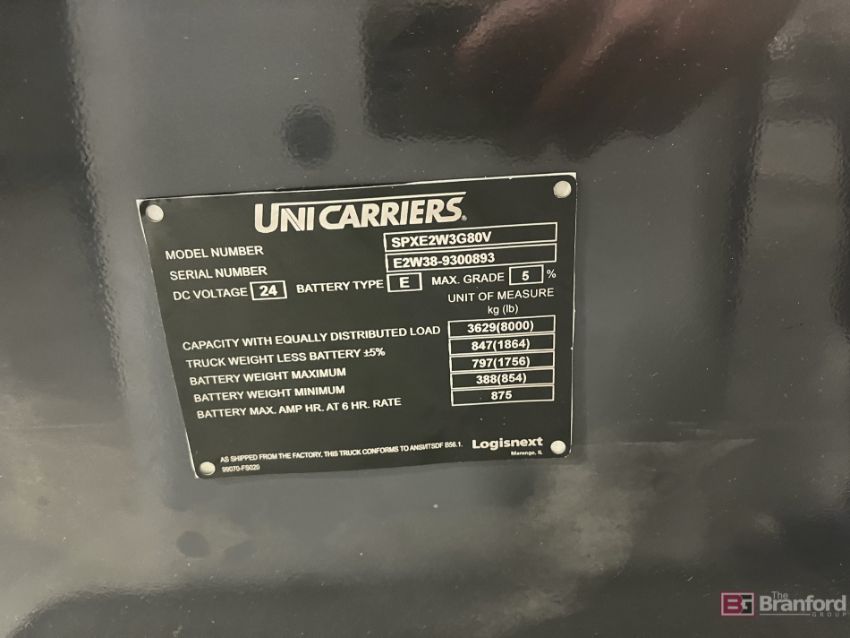 UNICARRIERS®
MODEL NUMBER SPXE2W3G80V
SERIAL NUMBER E2W38-9300893
DC VOLTAGE 24 BATTERY TYPE E MAX. GRADE 5 %
UNIT OF MEASURE
kg (lb)
CAPACITY WITH EQUALLY DISTRIBUTED LOAD 3629(8000)
TRUCK WEIGHT LESS BATTERY ±5% 847(1864)
BATTERY WEIGHT MAXIMUM 797(1756)
BATTERY WEIGHT MINIMUM 388(854)
BATTERY MAX. AMP HR. AT 6 HR. RATE 875
AS SHIPPED FROM THE FACTORY, THIS TRUCK CONFORMS TO ANSI/ITSDF B56.1. Logisnext
99070-FS020 Marengo, IL
BG The Branford GROUP